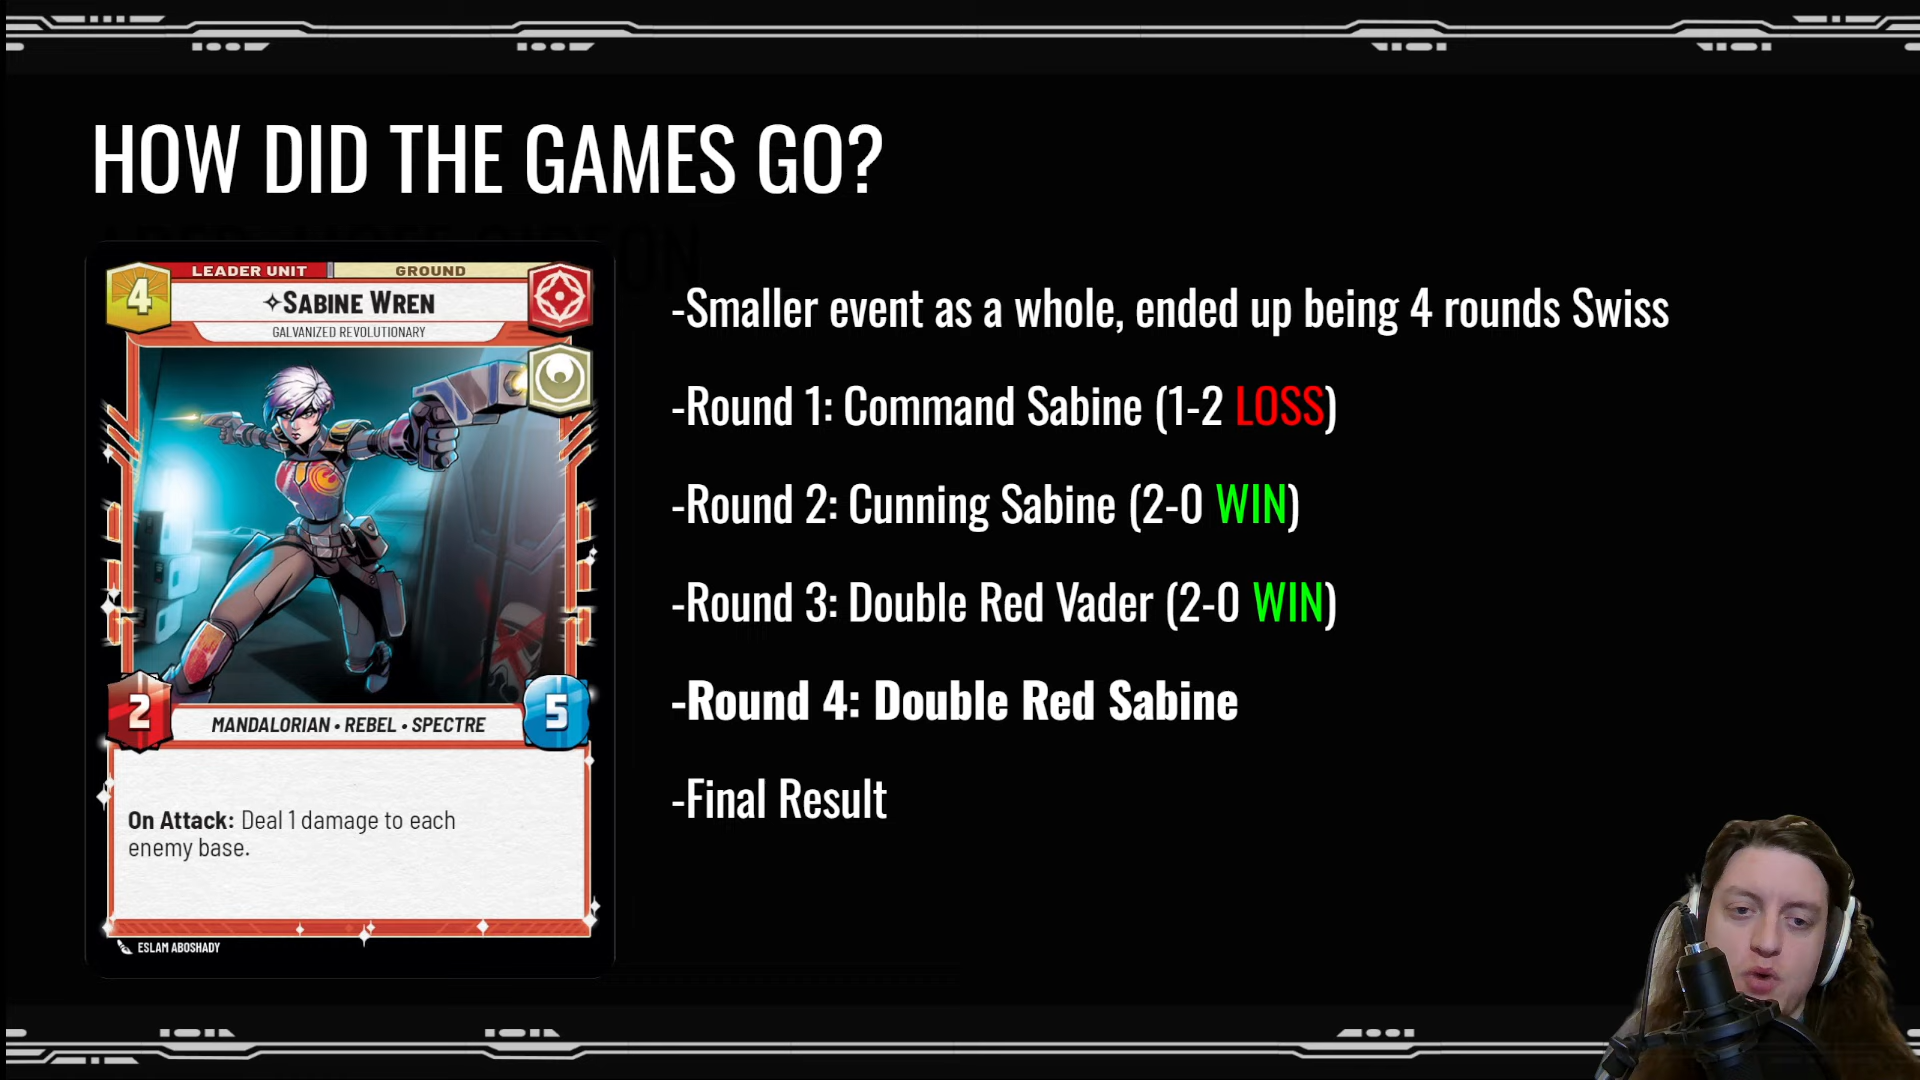 HOW DID THE GAMES GO?
4
LEADER UNIT
GROUND
SABINE WREN
GALVANIZED REVOLUTIONARY
2
MANDALORIAN • REBEL • SPECTRE
5
On Attack: Deal 1 damage to each
enemy base.
ESLAM ABOSHADY
-Smaller event as a whole, ended up being 4 rounds Swiss
-Round 1: Command Sabine (1-2 LOSS)
-Round 2: Cunning Sabine (2-0 WIN)
-Round 3: Double Red Vader (2-0 WIN)
-Round 4: Double Red Sabine
-Final Result